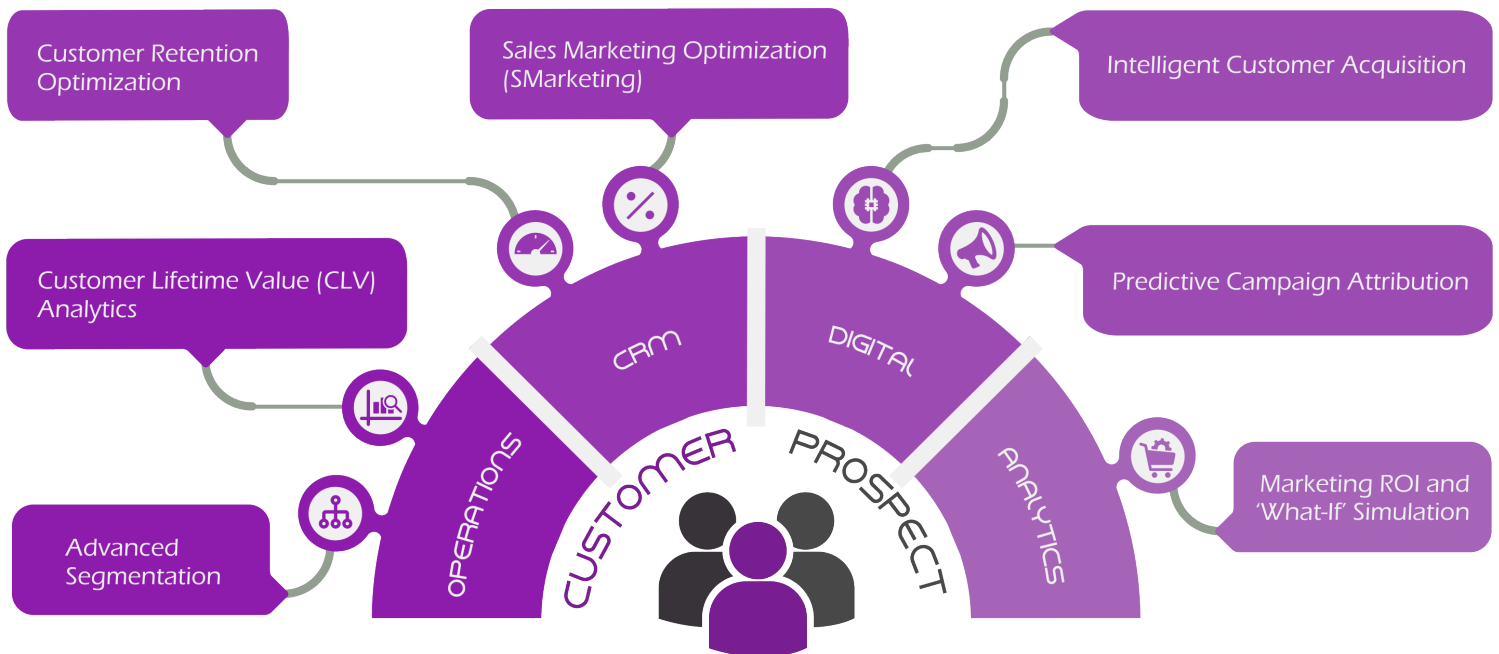 Customer Retention
Optimization
Sales Marketing Optimization
(SMarketing)
Intelligent Customer Acquisition
Customer Lifetime Value (CLV)
Analytics
Predictive Campaign Attribution
Advanced
Segmentation
Marketing ROI and
‘What-If’ Simulation
OPERATIONS
CRM
DIGITAL
ANALYTICS
CUSTOMER
PROSPECT